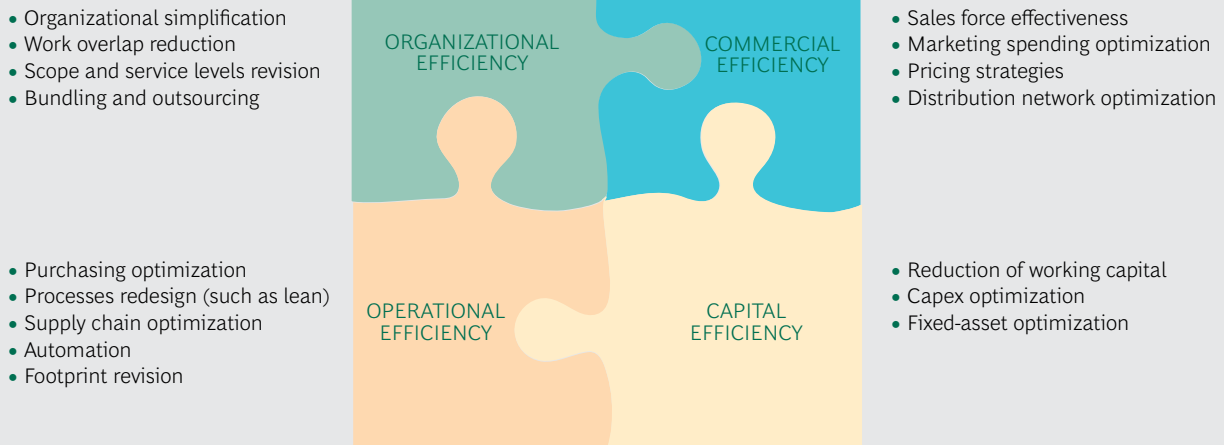 • Organizational simplification
• Work overlap reduction
• Scope and service levels revision
• Bundling and outsourcing
ORGANIZATIONAL
EFFICIENCY
COMMERCIAL
EFFICIENCY
• Sales force effectiveness
• Marketing spending optimization
• Pricing strategies
• Distribution network optimization
• Purchasing optimization
• Processes redesign (such as lean)
• Supply chain optimization
• Automation
• Footprint revision
OPERATIONAL
EFFICIENCY
CAPITAL
EFFICIENCY
• Reduction of working capital
• Capex optimization
• Fixed-asset optimization